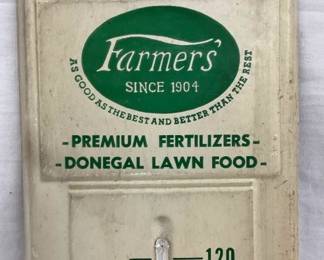 Farmers'
SINCE 1904
AS GOOD AS THE BEST AND BETTER THAN THE REST
-PREMIUM FERTILIZERS-
-DONEGAL LAWN FOOD-
120